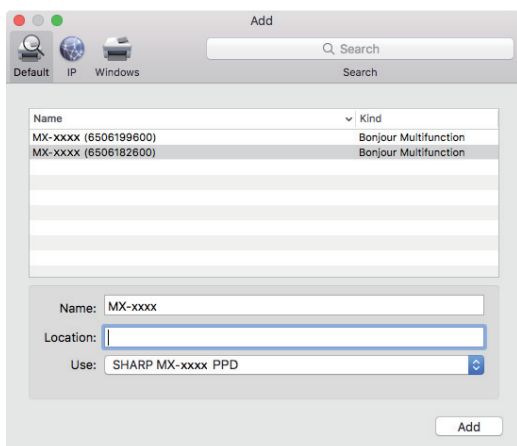 Add
Search
Default IP Windows Search
Name Kind
MX-xxxx (6506199600) Bonjour Multifunction
MX-xxxx (6506182600) Bonjour Multifunction
Name: MX-xxxx
Location:
Use: SHARP MX-xxxx PPD
Add